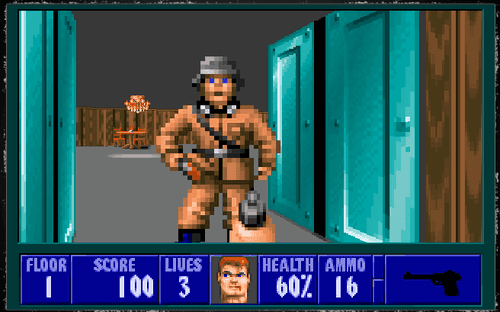 FLOOR SCORE LIVES HEALTH AMMO
1 100 3 60% 16